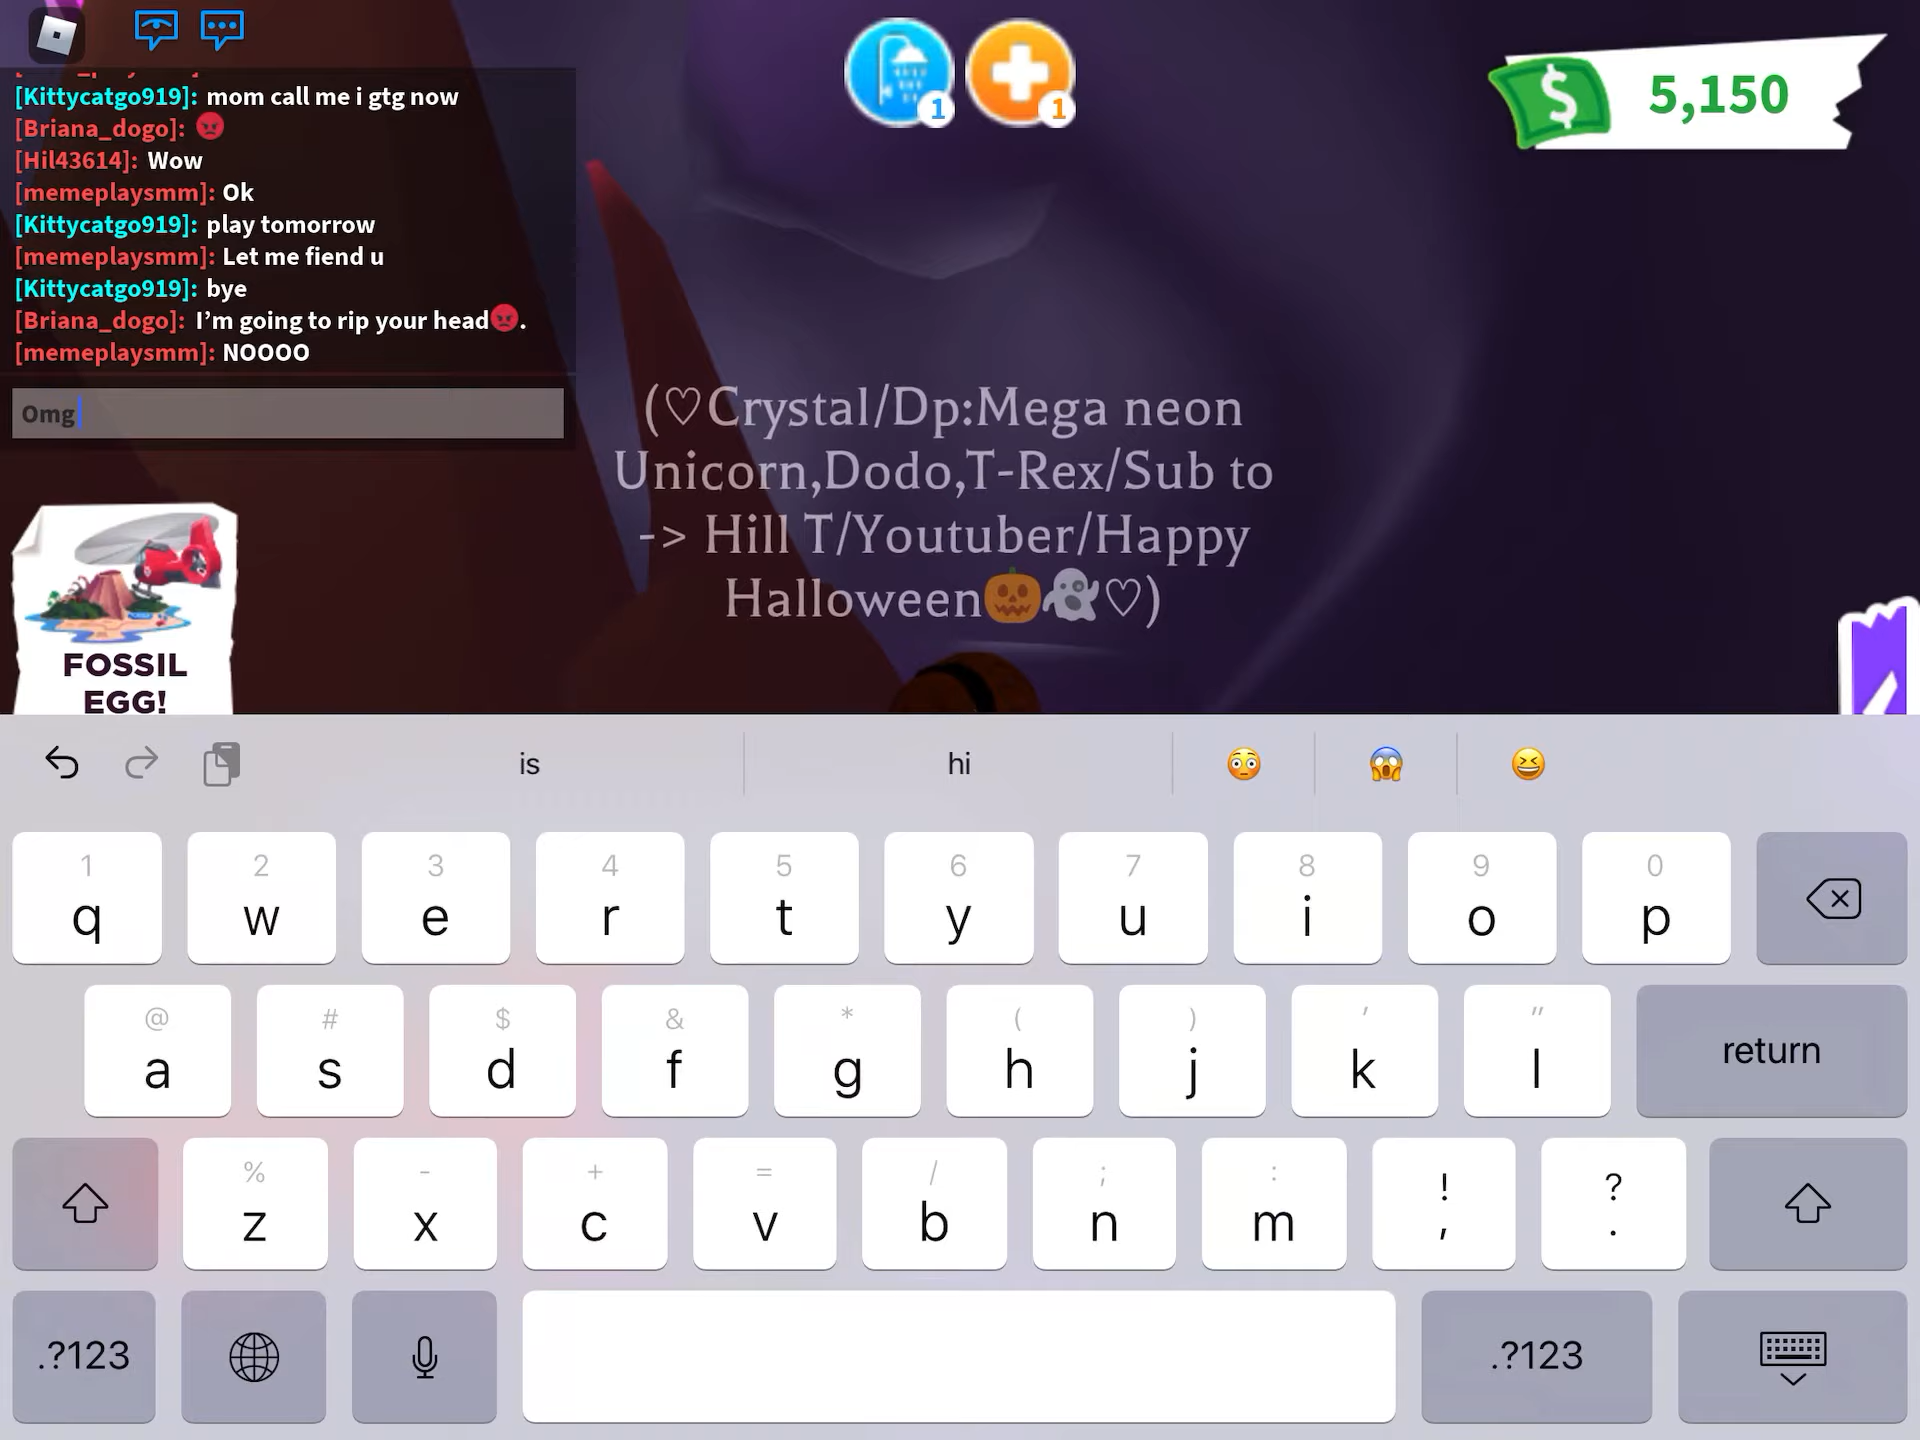 [Kittycatgo919]: mom call me i gtg now
[Briana_dogo]: 😡
[Hil43614]: Wow
[memeplaysmm]: Ok
[Kittycatgo919]: play tomorrow
[memeplaysmm]: Let me fiend u
[Kittycatgo919]: bye
[Briana_dogo]: I’m going to rip your head😡.
[memeplaysmm]: NOOOO
Omg
1 1
5,150
(♡Crystal/Dp:Mega neon
Unicorn,Dodo,T-Rex/Sub to
-> Hill T/Youtuber/Happy
Halloween🎃👻♡)
FOSSIL
EGG!
is hi 😳 😱 😆
1 2 3 4 5 6 7 8 9 0
q w e r t y u i o p
@ # $ & * ( ) ' "
a s d f g h j k l return
% - + = / ; : ! ?
z x c v b n m , .
.?123 .?123